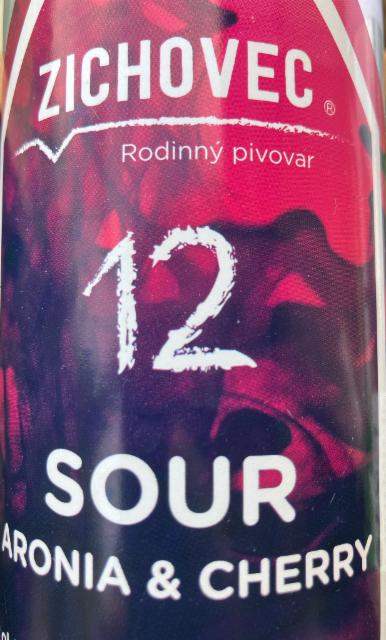 ZICHOVEC®
Rodinný pivovar
12
SOUR
ARONIA & CHERRY